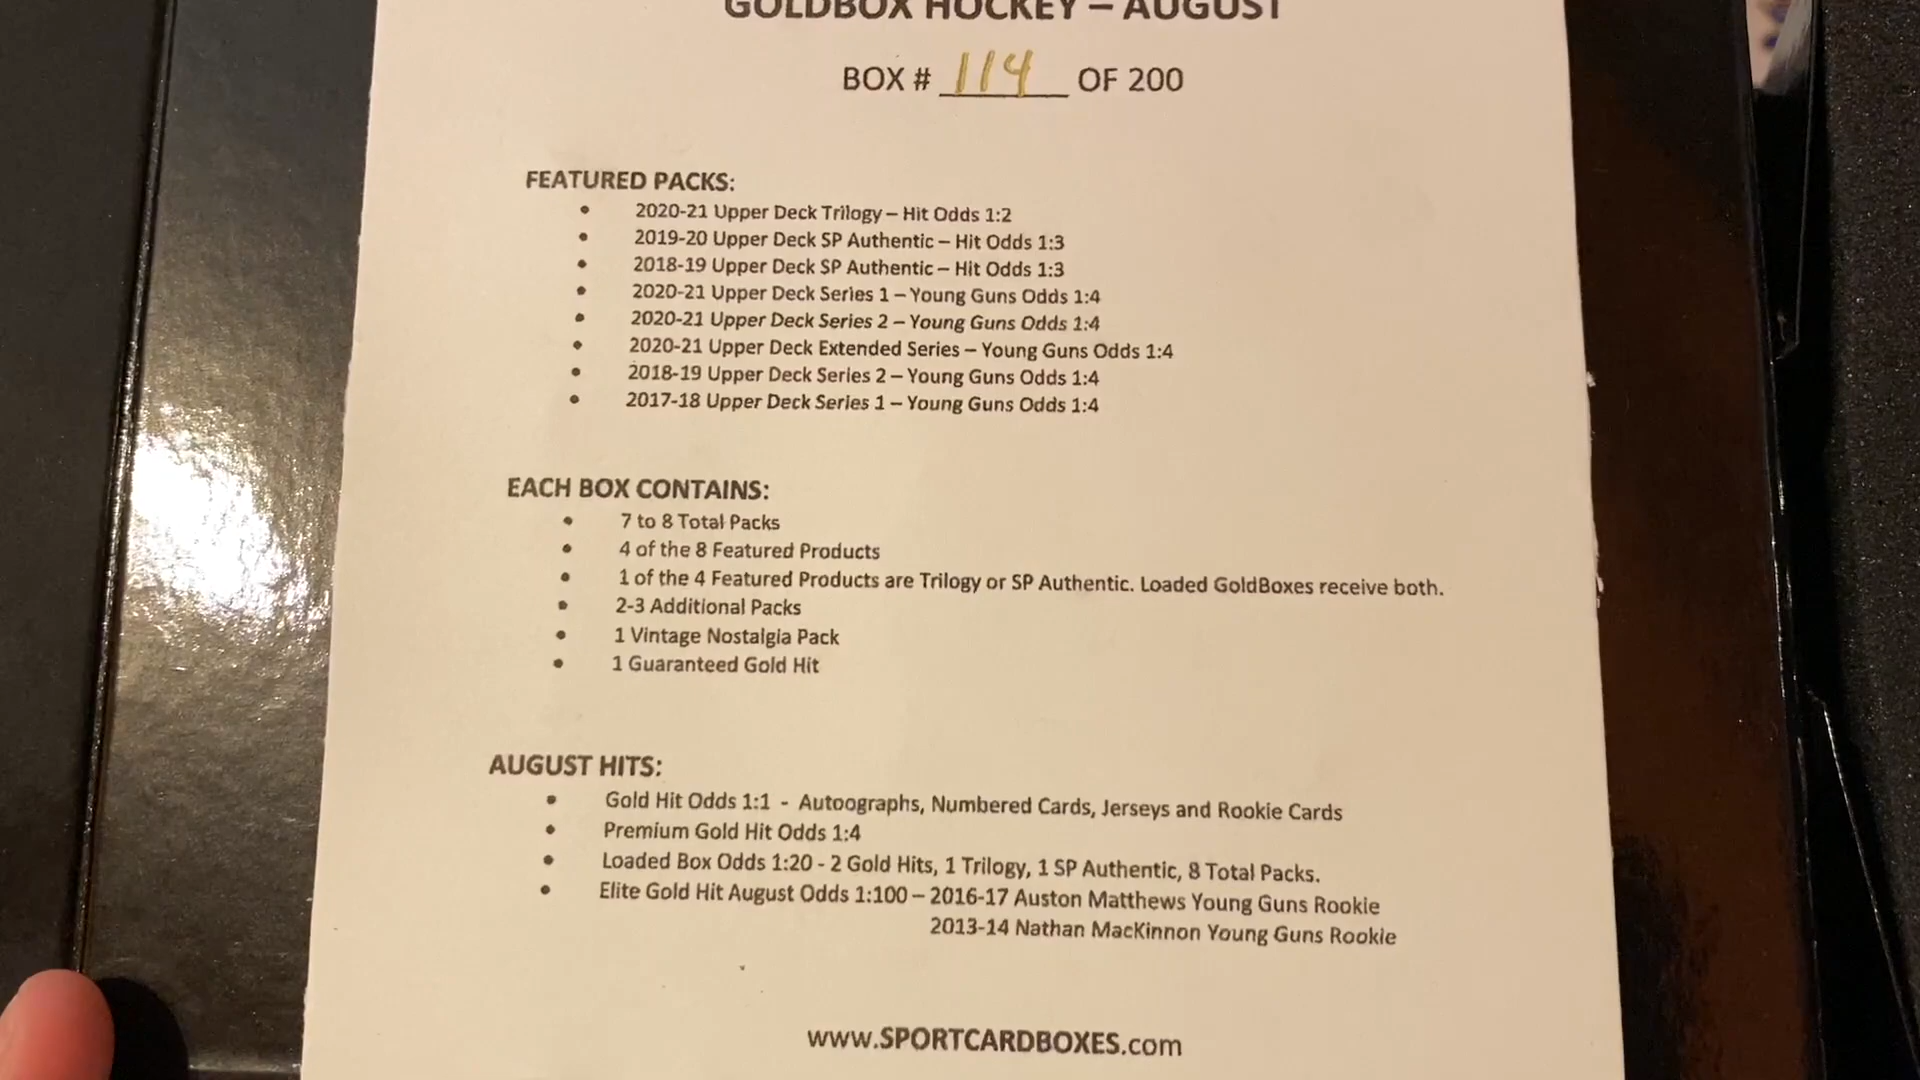 GOLDBOX HOCKEY – AUGUST
BOX # 114 OF 200
FEATURED PACKS:
• 2020-21 Upper Deck Trilogy – Hit Odds 1:2
• 2019-20 Upper Deck SP Authentic – Hit Odds 1:3
• 2018-19 Upper Deck SP Authentic – Hit Odds 1:3
• 2020-21 Upper Deck Series 1 – Young Guns Odds 1:4
• 2020-21 Upper Deck Series 2 – Young Guns Odds 1:4
• 2020-21 Upper Deck Extended Series – Young Guns Odds 1:4
• 2018-19 Upper Deck Series 2 – Young Guns Odds 1:4
• 2017-18 Upper Deck Series 1 – Young Guns Odds 1:4
EACH BOX CONTAINS:
• 7 to 8 Total Packs
• 4 of the 8 Featured Products
• 1 of the 4 Featured Products are Trilogy or SP Authentic. Loaded GoldBoxes receive both.
• 2-3 Additional Packs
• 1 Vintage Nostalgia Pack
• 1 Guaranteed Gold Hit
AUGUST HITS:
• Gold Hit Odds 1:1 - Autoographs, Numbered Cards, Jerseys and Rookie Cards
• Premium Gold Hit Odds 1:4
• Loaded Box Odds 1:20 - 2 Gold Hits, 1 Trilogy, 1 SP Authentic, 8 Total Packs.
• Elite Gold Hit August Odds 1:100 – 2016-17 Auston Matthews Young Guns Rookie
2013-14 Nathan MacKinnon Young Guns Rookie
www.SPORTCARDBOXES.com